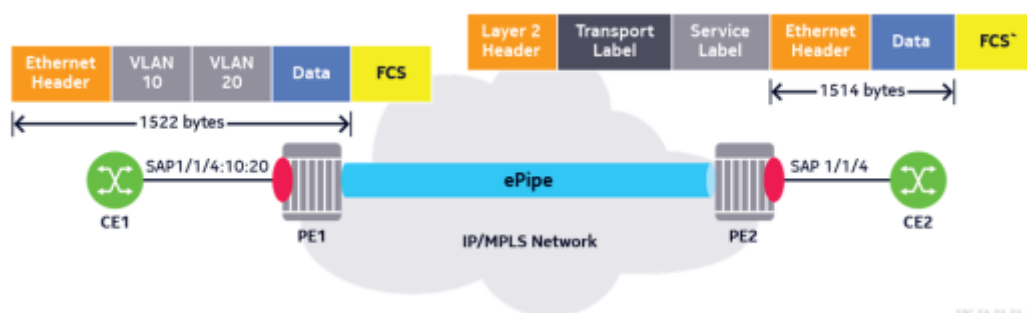 Layer 2
Header
Transport
Label
Service
Label
Ethernet
Header
Data
FCS`
1514 bytes
Ethernet
Header
VLAN
10
VLAN
20
Data
FCS
1522 bytes
SAP1/1/4:10:20
ePipe
SAP 1/1/4
CE1
PE1
IP/MPLS Network
PE2
CE2